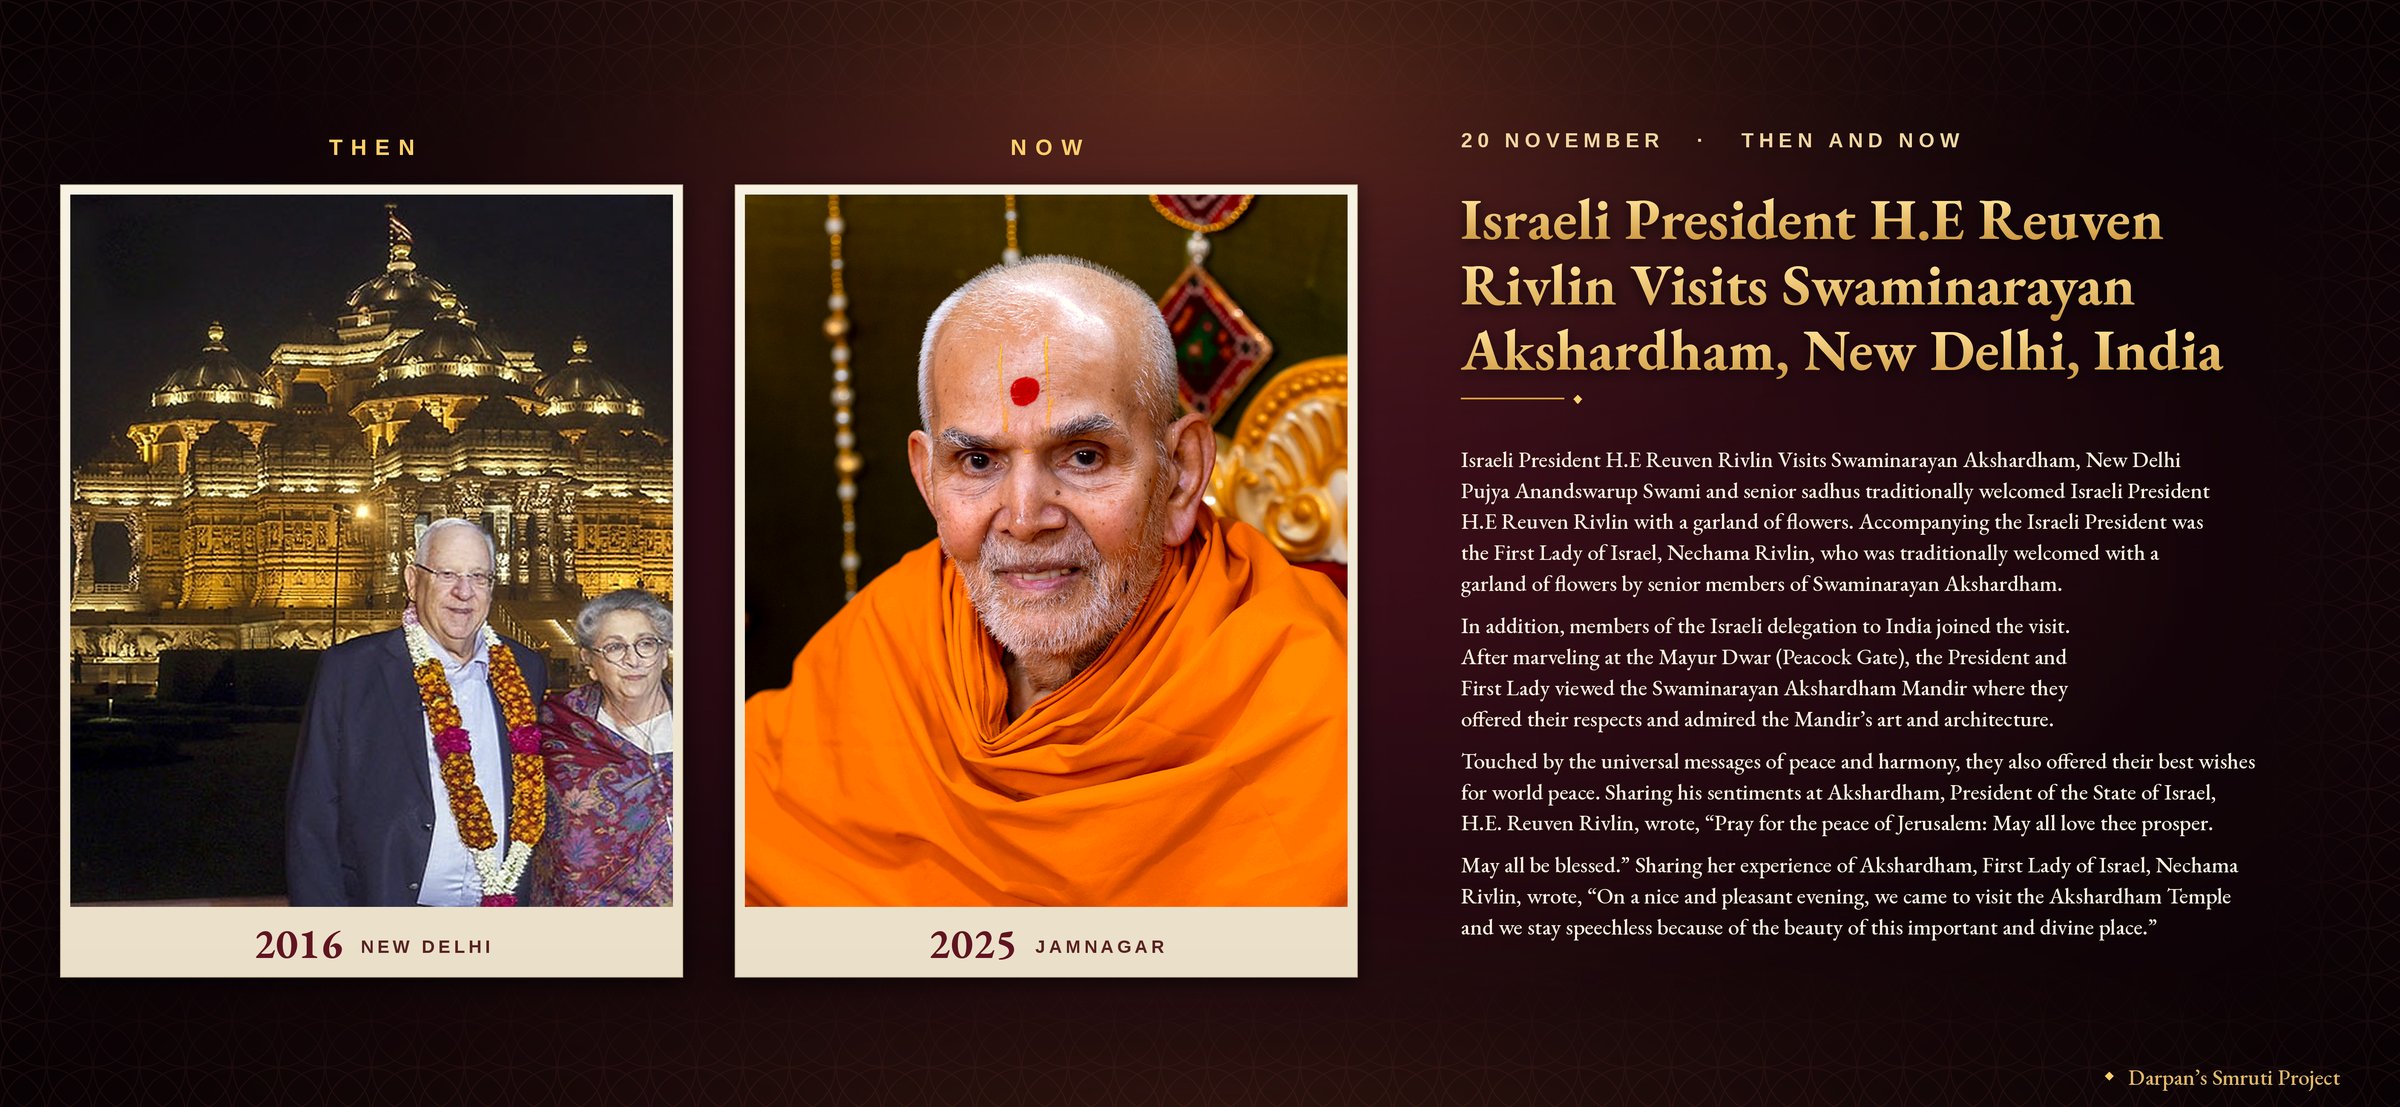 THEN
NOW
2016 NEW DELHI
2025 JAMNAGAR
20 NOVEMBER · THEN AND NOW
Israeli President H.E Reuven
Rivlin Visits Swaminarayan
Akshardham, New Delhi, India
Israeli President H.E Reuven Rivlin Visits Swaminarayan Akshardham, New Delhi
Pujya Anandswarup Swami and senior sadhus traditionally welcomed Israeli President
H.E Reuven Rivlin with a garland of flowers. Accompanying the Israeli President was
the First Lady of Israel, Nechama Rivlin, who was traditionally welcomed with a
garland of flowers by senior members of Swaminarayan Akshardham.
In addition, members of the Israeli delegation to India joined the visit.
After marveling at the Mayur Dwar (Peacock Gate), the President and
First Lady viewed the Swaminarayan Akshardham Mandir where they
offered their respects and admired the Mandir’s art and architecture.
Touched by the universal messages of peace and harmony, they also offered their best wishes
for world peace. Sharing his sentiments at Akshardham, President of the State of Israel,
H.E. Reuven Rivlin, wrote, “Pray for the peace of Jerusalem: May all love thee prosper.
May all be blessed.” Sharing her experience of Akshardham, First Lady of Israel, Nechama
Rivlin, wrote, “On a nice and pleasant evening, we came to visit the Akshardham Temple
and we stay speechless because of the beauty of this important and divine place.”
Darpan’s Smruti Project